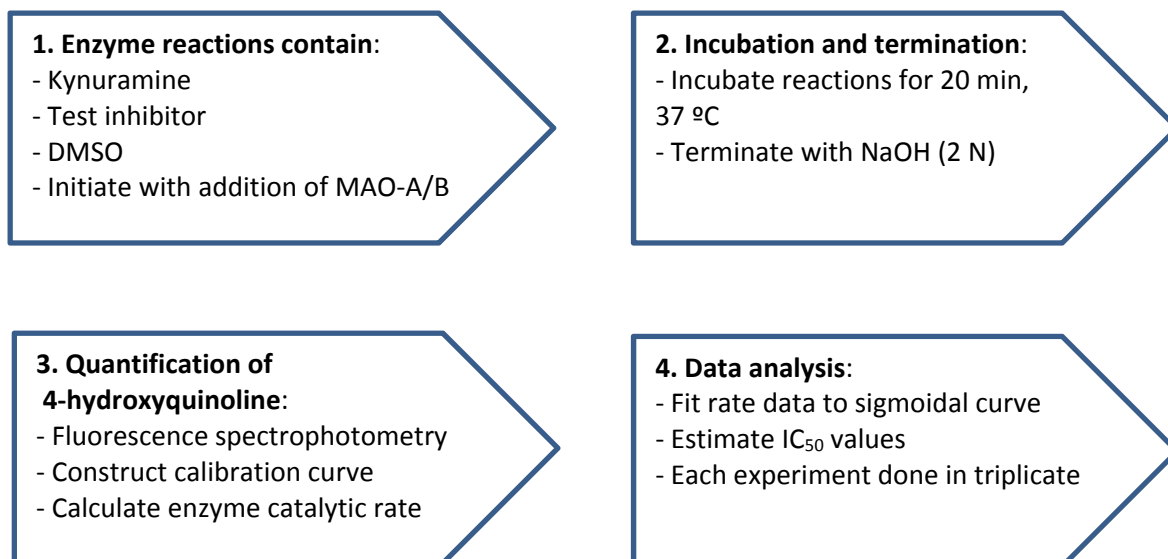 1. Enzyme reactions contain:
- Kynuramine
- Test inhibitor
- DMSO
- Initiate with addition of MAO-A/B
2. Incubation and termination:
- Incubate reactions for 20 min,
37 ºC
- Terminate with NaOH (2 N)
3. Quantification of
4-hydroxyquinoline:
- Fluorescence spectrophotometry
- Construct calibration curve
- Calculate enzyme catalytic rate
4. Data analysis:
- Fit rate data to sigmoidal curve
- Estimate IC₅₀ values
- Each experiment done in triplicate